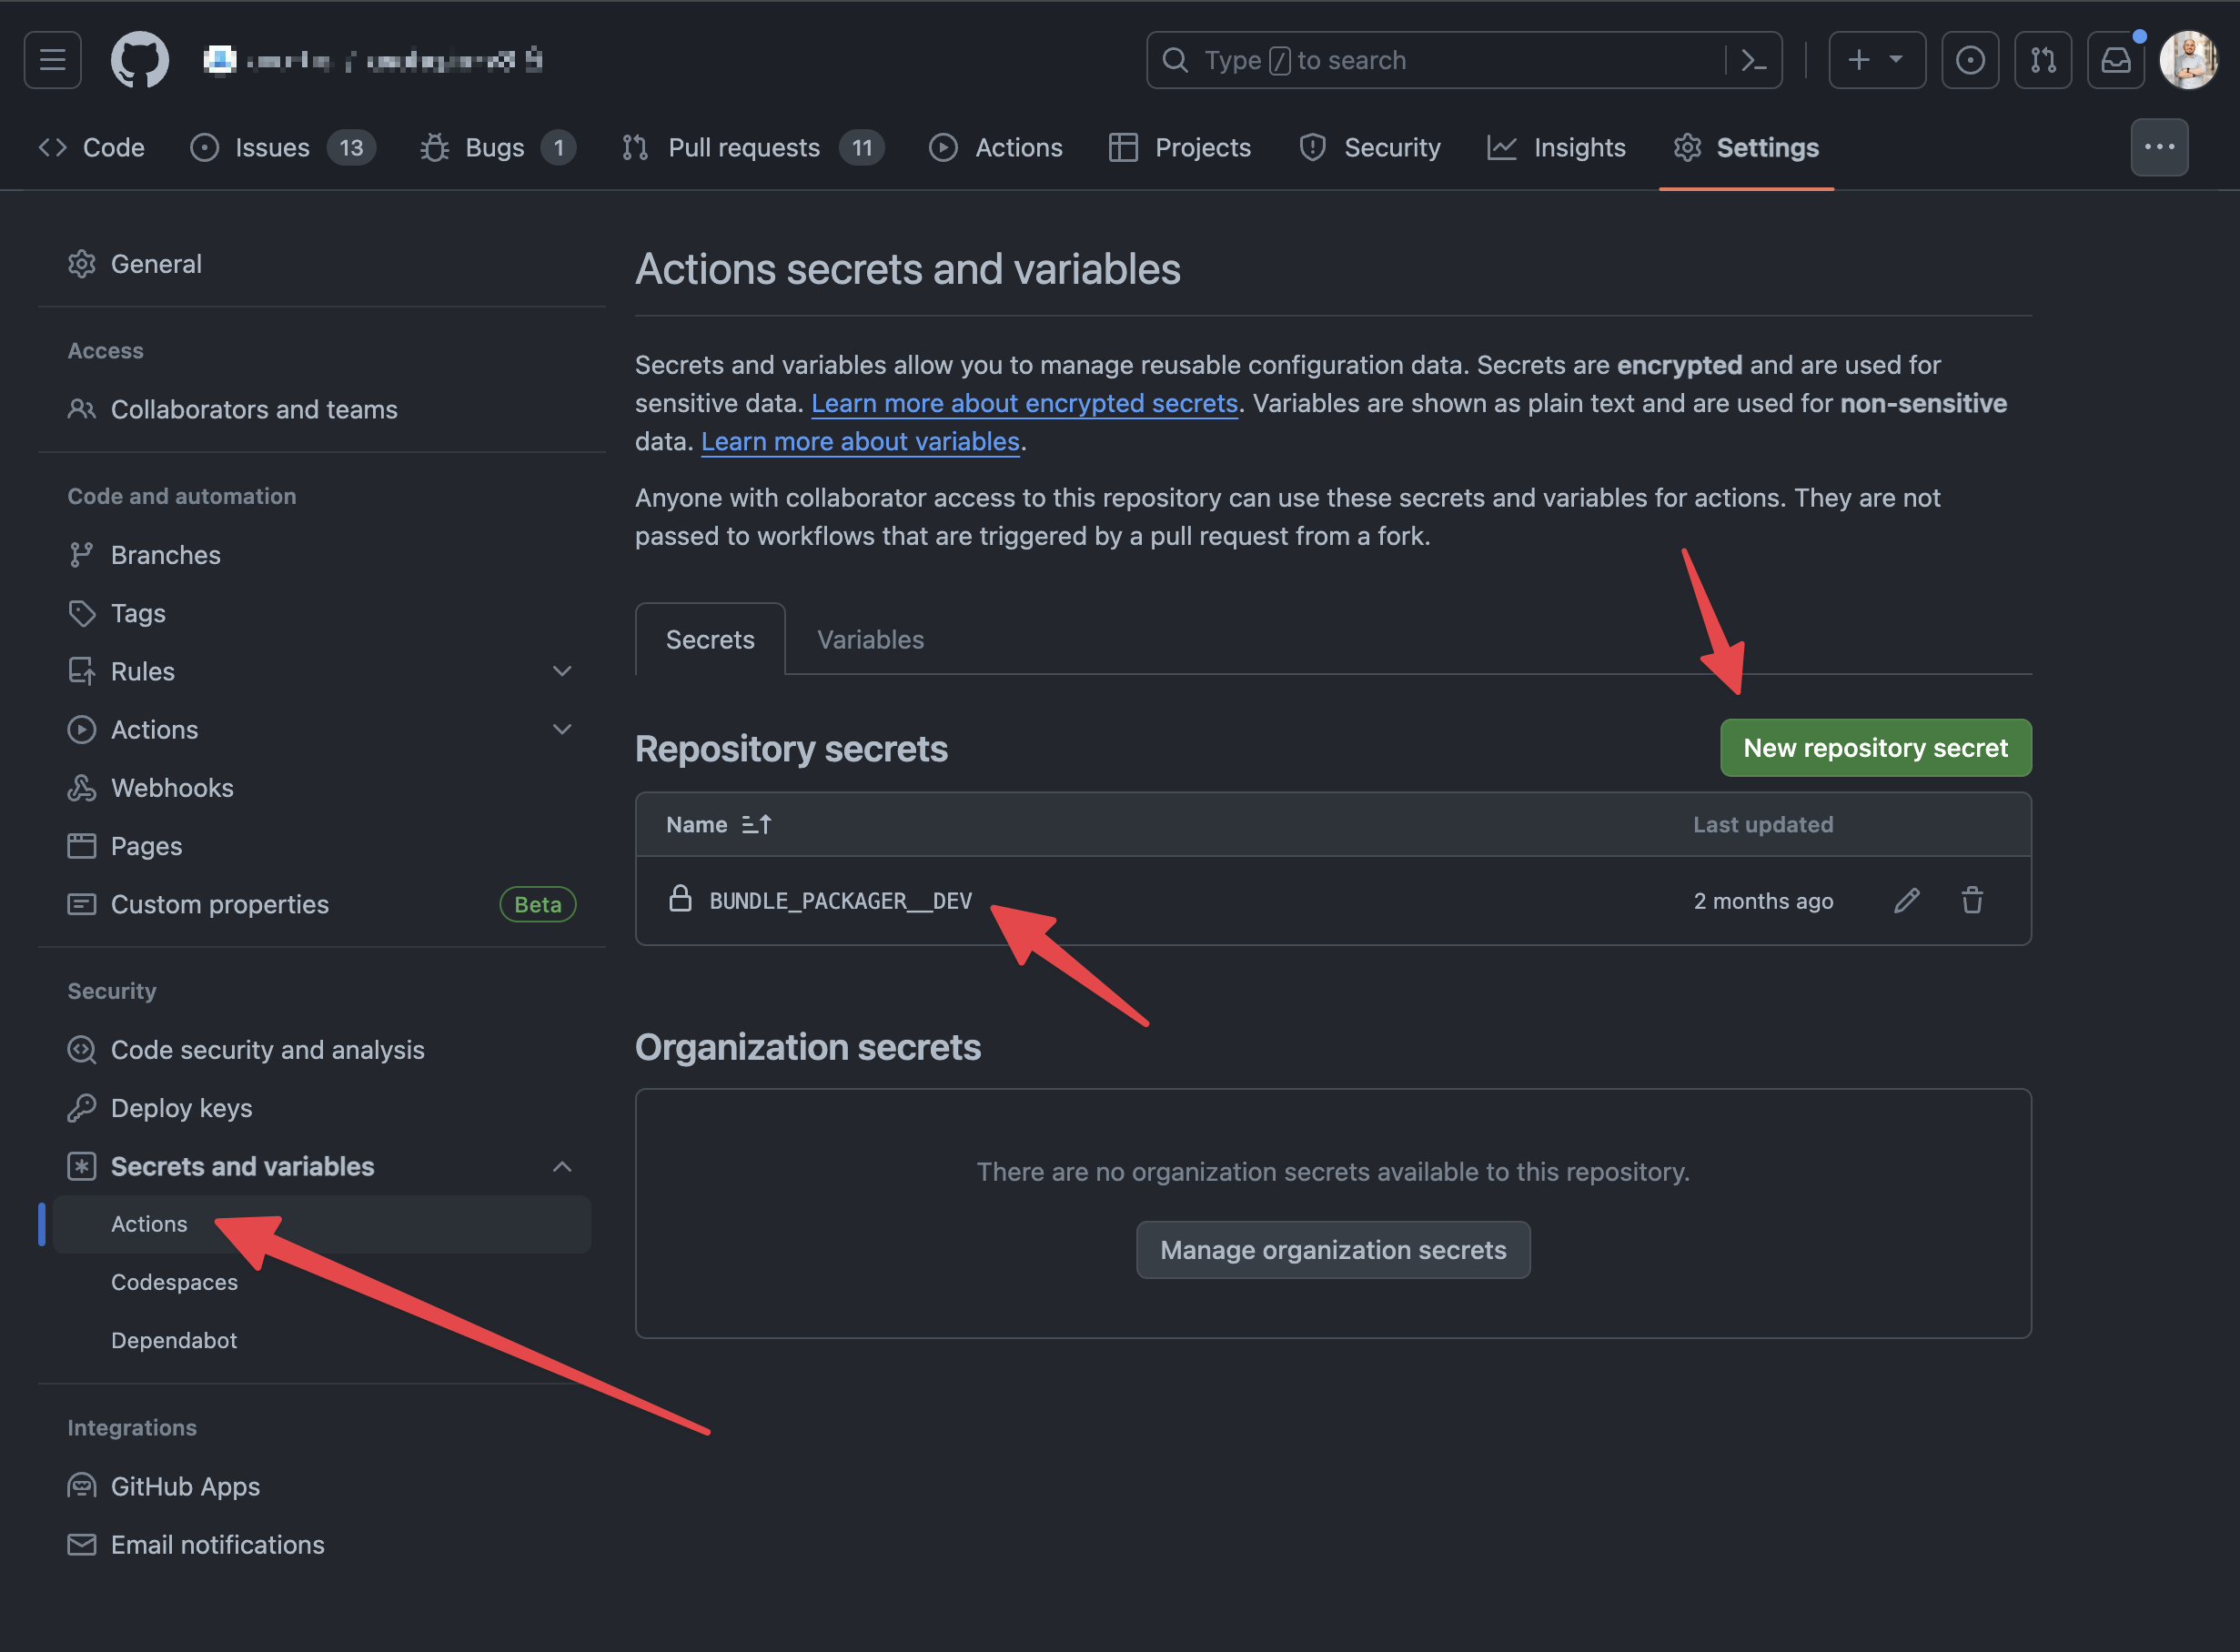 Type / to search
Code
Issues 13
Bugs 1
Pull requests 11
Actions
Projects
Security
Insights
Settings
General
Access
Collaborators and teams
Code and automation
Branches
Tags
Rules
Actions
Webhooks
Pages
Custom properties Beta
Security
Code security and analysis
Deploy keys
Secrets and variables
Actions
Codespaces
Dependabot
Integrations
GitHub Apps
Email notifications
Actions secrets and variables
Secrets and variables allow you to manage reusable configuration data. Secrets are encrypted and are used for
sensitive data. Learn more about encrypted secrets. Variables are shown as plain text and are used for non-sensitive
data. Learn more about variables.
Anyone with collaborator access to this repository can use these secrets and variables for actions. They are not
passed to workflows that are triggered by a pull request from a fork.
Secrets
Variables
Repository secrets
New repository secret
Name
Last updated
BUNDLE_PACKAGER__DEV
2 months ago
Organization secrets
There are no organization secrets available to this repository.
Manage organization secrets